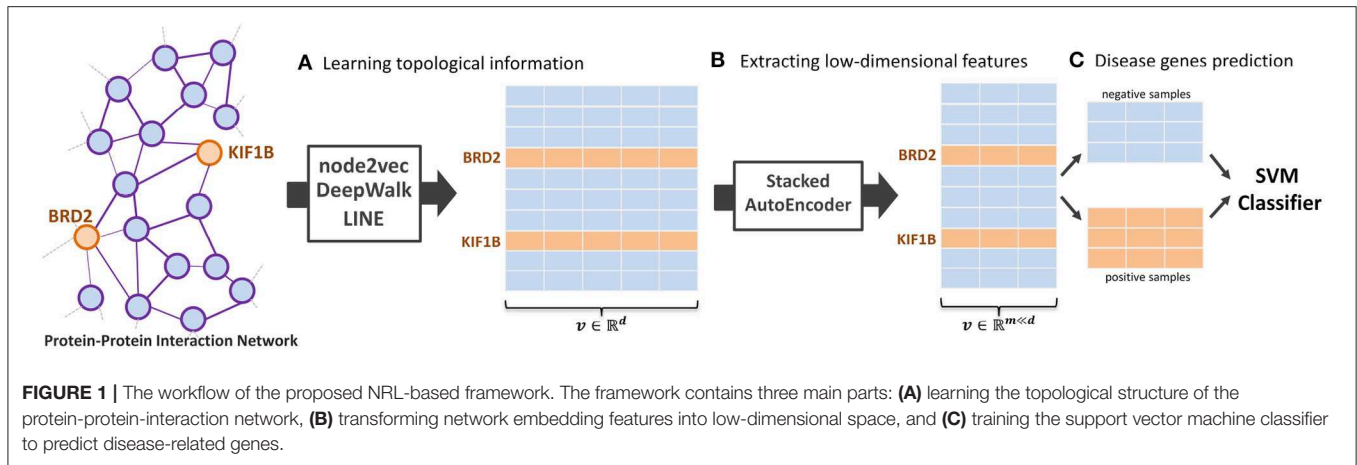 A Learning topological information
B Extracting low-dimensional features
C Disease genes prediction
KIF1B
BRD2
Protein-Protein Interaction Network
node2vec
DeepWalk
LINE
BRD2
KIF1B
v ∈ ℝ^d
Stacked
AutoEncoder
BRD2
KIF1B
v ∈ ℝ^m≪d
negative samples
positive samples
SVM
Classifier
FIGURE 1 | The workflow of the proposed NRL-based framework. The framework contains three main parts: (A) learning the topological structure of the
protein-protein-interaction network, (B) transforming network embedding features into low-dimensional space, and (C) training the support vector machine classifier
to predict disease-related genes.